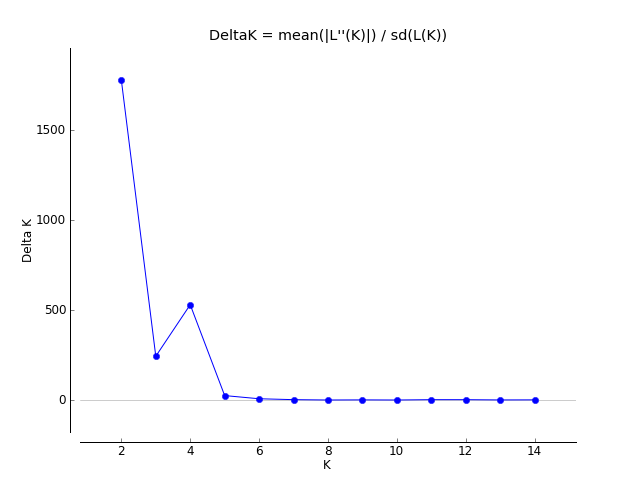 DeltaK = mean(|L''(K)|) / sd(L(K))
1500
1000
500
0
Delta K
2 4 6 8 10 12 14
K